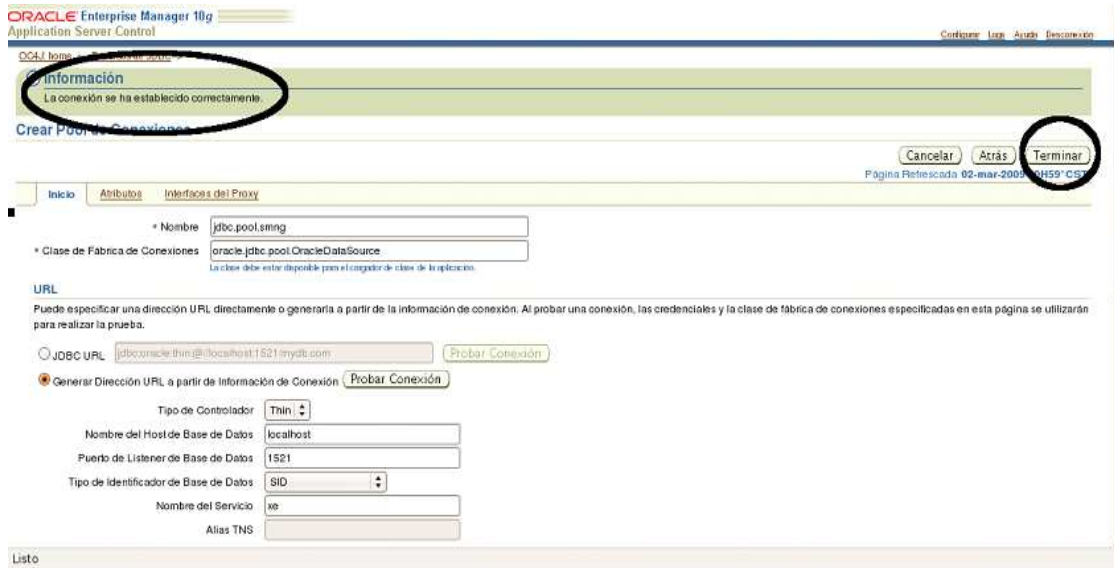 ORACLE Enterprise Manager 10g
Application Server Control
Configurar Logs Ayuda Desconexión
OC4J: home >
Información
La conexión se ha establecido correctamente.
Crear Pool de Conexiones
Cancelar Atrás Terminar
Página Refrescada 02-mar-2009 CST
Inicio Atributos Interfaces del Proxy
* Nombre jdbc.pool.smng
* Clase de Fábrica de Conexiones oracle.jdbc.pool.OracleDataSource
La clase debe estar disponible para el cargador de clase de la aplicación.
URL
Puede especificar una dirección URL directamente o generarla a partir de la información de conexión. Al probar una conexión, las credenciales y la clase de fábrica de conexiones especificadas en esta página se utilizarán
para realizar la prueba.
JDBC URL jdbc:oracle:thin:@//localhost:1521/mydb.com Probar Conexión
Generar Dirección URL a partir de Información de Conexión Probar Conexión
Tipo de Controlador Thin
Nombre del Host de Base de Datos localhost
Puerto de Listener de Base de Datos 1521
Tipo de Identificador de Base de Datos SID
Nombre del Servicio xe
Alias TNS
Listo